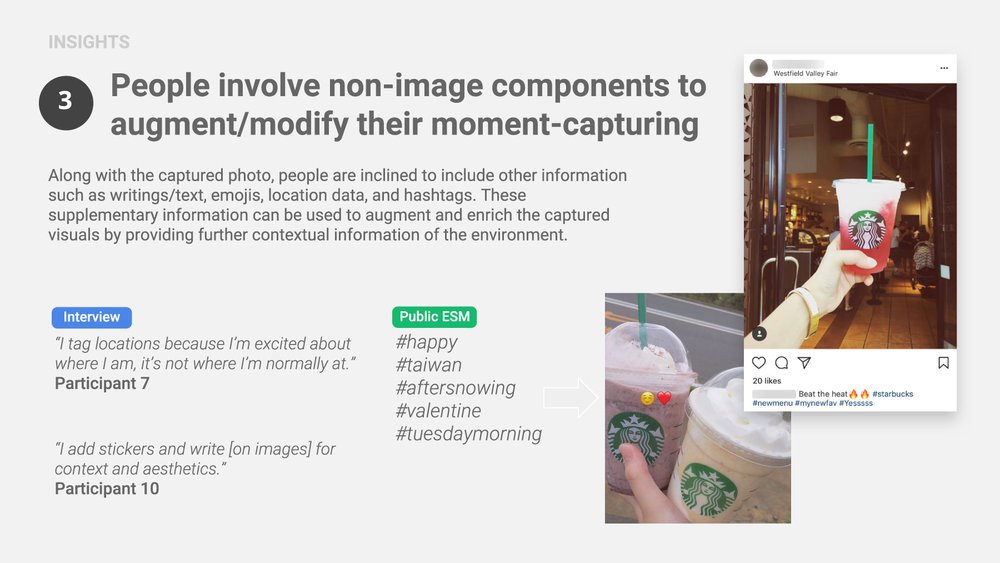 INSIGHTS
3
People involve non-image components to
augment/modify their moment-capturing
Along with the captured photo, people are inclined to include other information
such as writings/text, emojis, location data, and hashtags. These
supplementary information can be used to augment and enrich the captured
visuals by providing further contextual information of the environment.
Interview
“I tag locations because I’m excited about
where I am, it’s not where I’m normally at.”
Participant 7
“I add stickers and write [on images] for
context and aesthetics.”
Participant 10
Public ESM
#happy
#taiwan
#aftersnowing
#valentine
#tuesdaymorning
Westfield Valley Fair
20 likes
Beat the heat🔥🔥 #starbucks
#newmenu #mynewfav #Yesssss